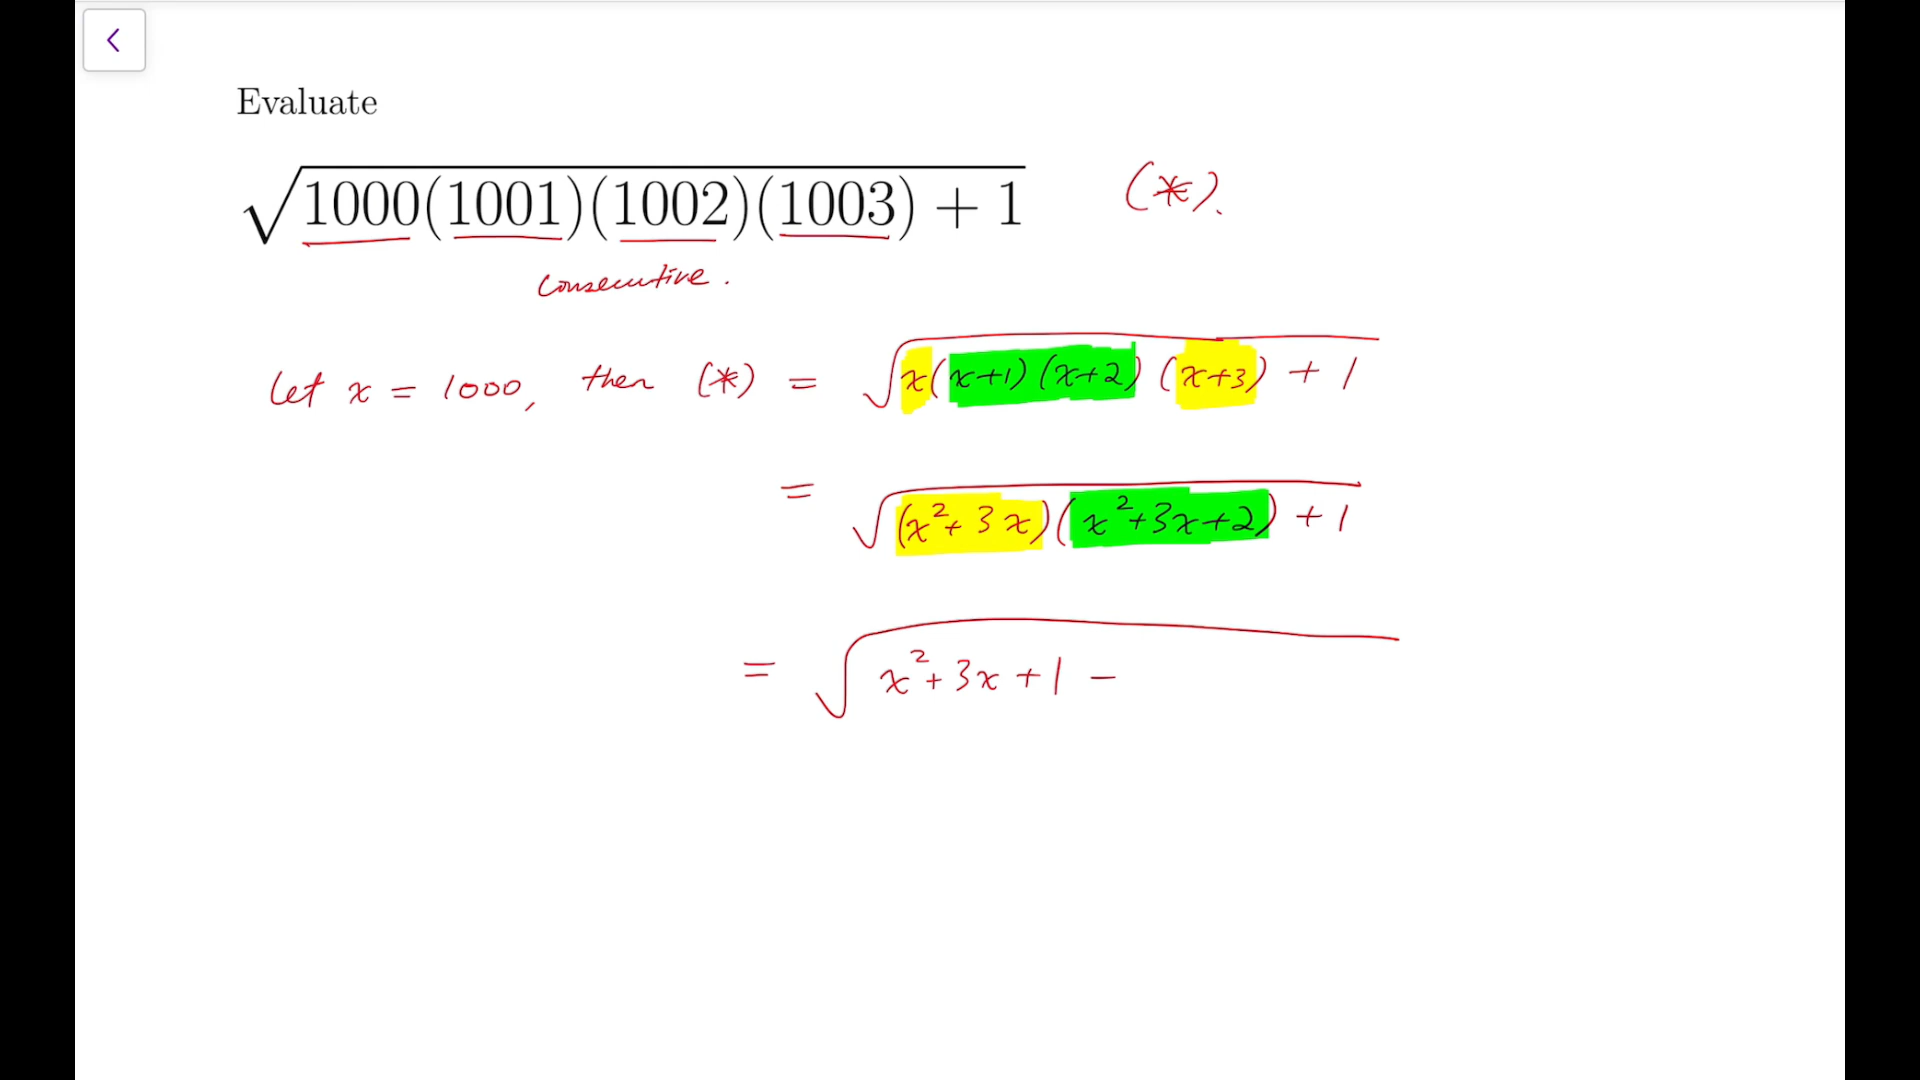 Evaluate
√1000(1001)(1002)(1003) + 1 (*).
consecutive.
Let x = 1000, then (*) = √x(x+1)(x+2)(x+3) + 1
= √(x²+3x)(x²+3x+2) + 1
= √x²+3x+1 −